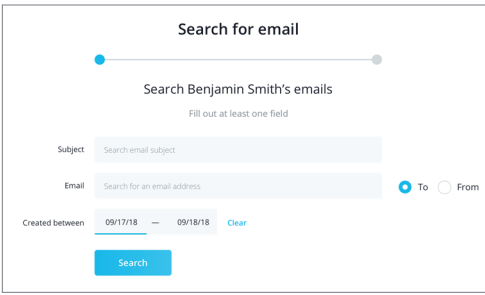 Search for email
Search Benjamin Smith's emails
Fill out at least one field
Subject Search email subject
Email Search for an email address To From
Created between 09/17/18 — 09/18/18 Clear
Search